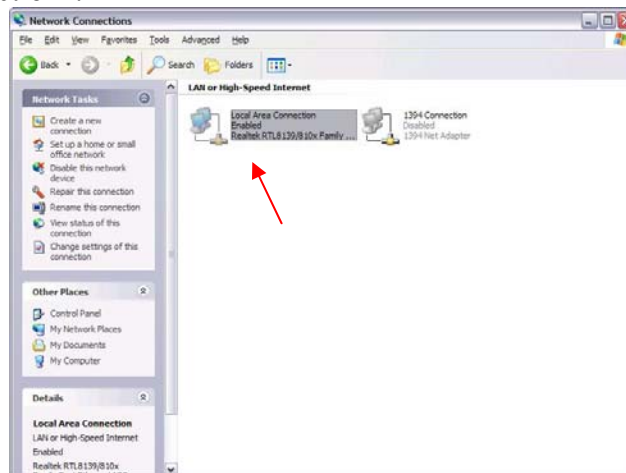 Network Connections
File Edit View Favorites Tools Advanced Help
Back Search Folders
LAN or High-Speed Internet
Network Tasks
Create a new
connection
Set up a home or small
office network
Disable this network
device
Repair this connection
Rename this connection
View status of this
connection
Change settings of this
connection
Local Area Connection
Enabled
Realtek RTL8139/810x Family ...
1394 Connection
Disabled
1394 Net Adapter
Other Places
Control Panel
My Network Places
My Documents
My Computer
Details
Local Area Connection
LAN or High-Speed Internet
Enabled
Realtek RTL8139/810x